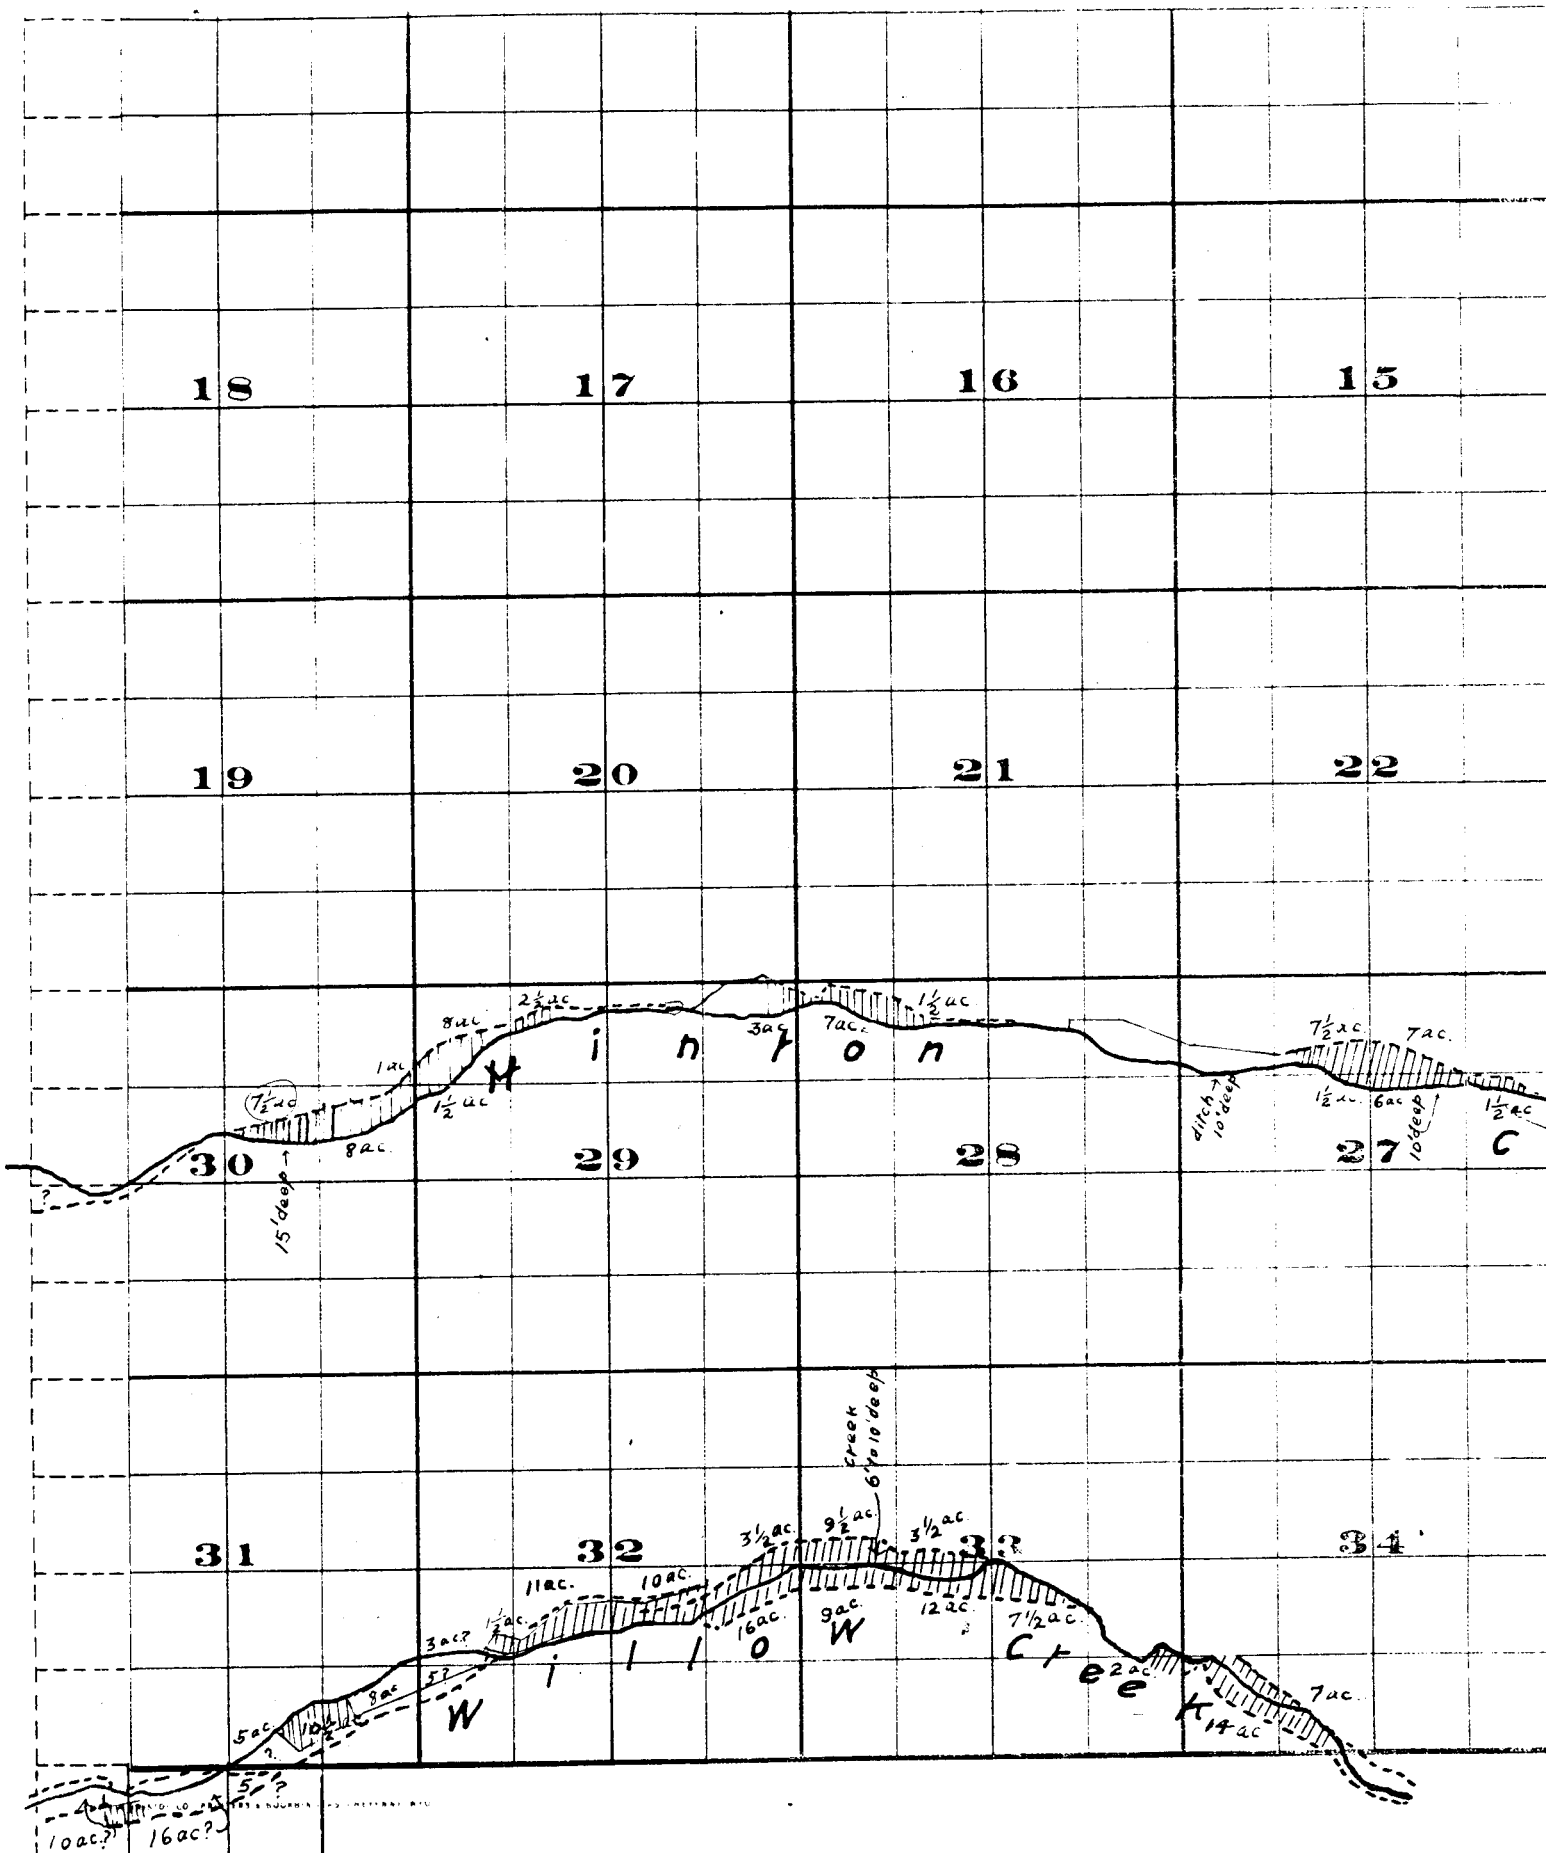 18 17 16 15
19 20 21 22
2½ ac.
8 ac.
1½ ac.
1 ac.
3 ac.
7 ac.
7½ ac.
7 ac.
H i n t o n C
7½ ac
1½ ac
8 ac.
1½ ac.
6 ac
1½ ac
ditch
10' deep
10' deep
15' deep
?
30 29 28 27
creek
6' to 10' deep
31 32 33 34
3½ ac.
9½ ac.
3½ ac.
11 ac.
10 ac.
1½ ac.
16 ac.
9 ac.
12 ac.
7½ ac.
3 ac?
5?
8 ac
5 ac
10½ ac
2 ac
7 ac.
14 ac
W i l l o w C r e e k
?
5 ?
10 ac?
16 ac?